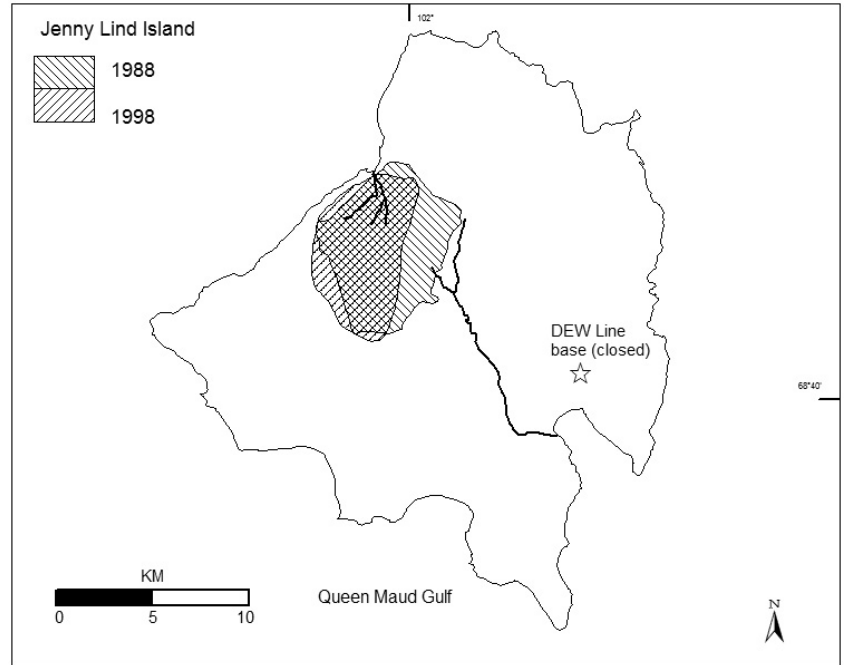 Jenny Lind Island
1988
1998
102°
DEW Line
base (closed)
68°40'
KM
0 5 10
Queen Maud Gulf
N